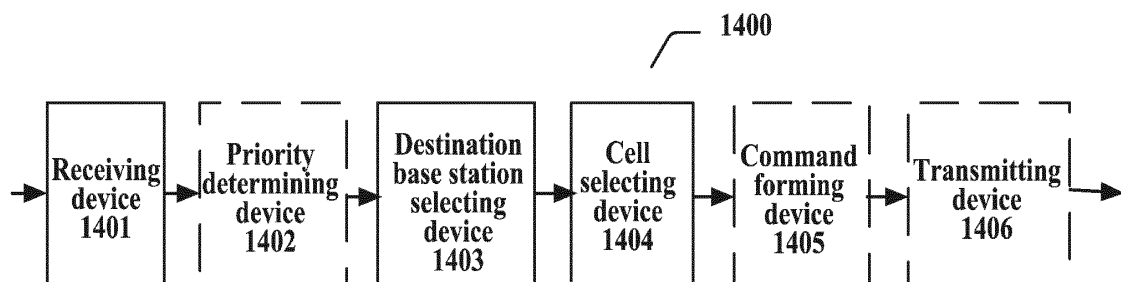 1400
Receiving
device
1401
Priority
determining
device
1402
Destination
base station
selecting
device
1403
Cell
selecting
device
1404
Command
forming
device
1405
Transmitting
device
1406